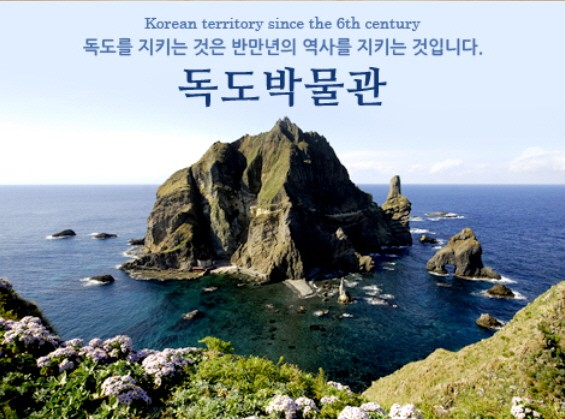 Korean territory since the 6th century
독도를 지키는 것은 반만년의 역사를 지키는 것입니다.
독도박물관